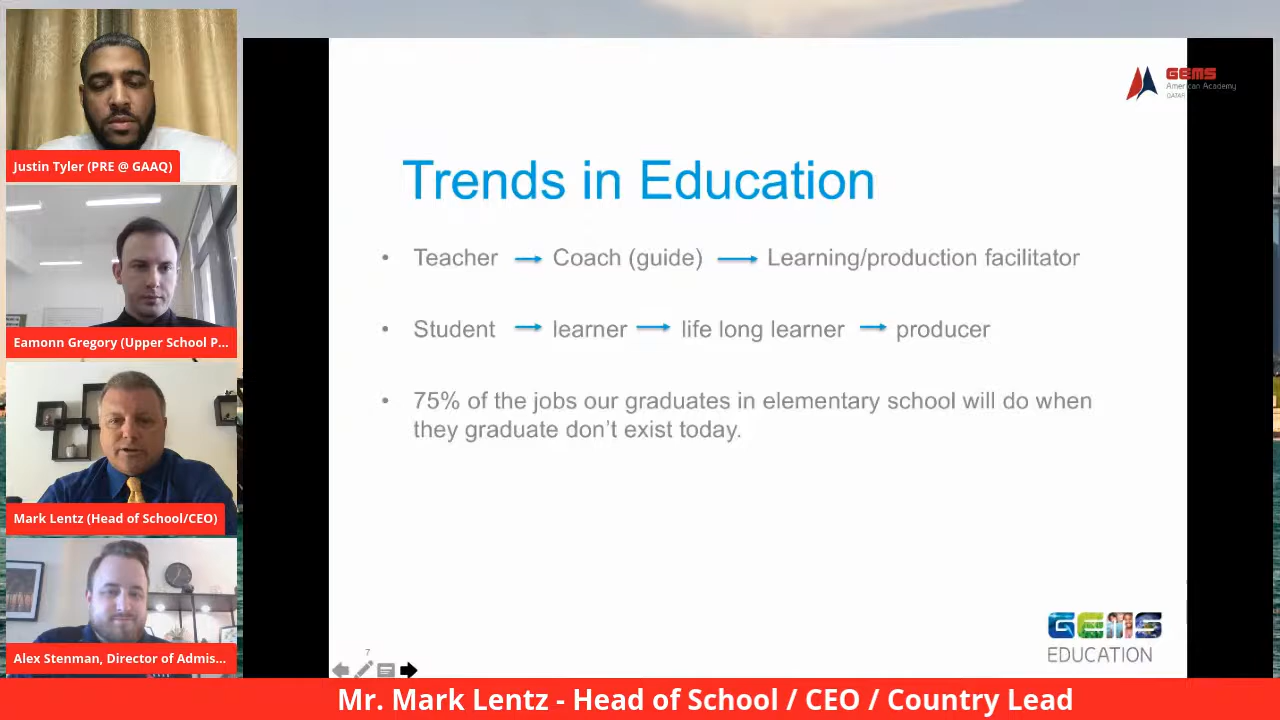 Justin Tyler (PRE @ GAAQ)
Eamonn Gregory (Upper School P...
Mark Lentz (Head of School/CEO)
Alex Stenman, Director of Admis...
GEMS
American Academy
QATAR
Trends in Education
• Teacher → Coach (guide) → Learning/production facilitator
• Student → learner → life long learner → producer
• 75% of the jobs our graduates in elementary school will do when
they graduate don’t exist today.
7
GEMS
EDUCATION
Mr. Mark Lentz - Head of School / CEO / Country Lead